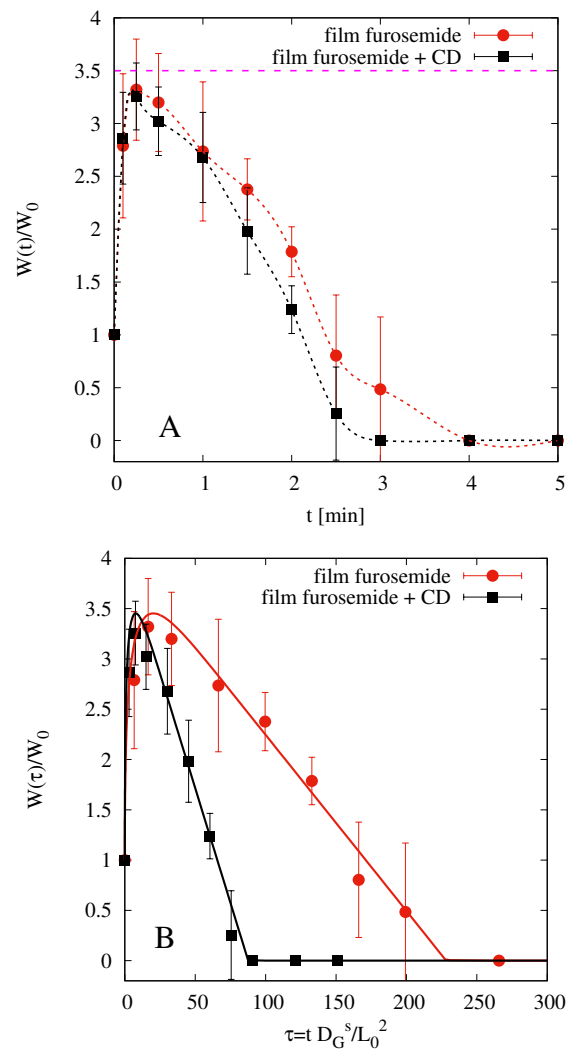 film furosemide
film furosemide + CD
4
3.5
3
2.5
2
1.5
1
0.5
0
W(t)/W₀
A
0 1 2 3 4 5
t [min]
film furosemide
film furosemide + CD
4
3.5
3
2.5
2
1.5
1
0.5
0
W(τ)/W₀
B
0 50 100 150 200 250 300
τ=t D_G^s/L₀²